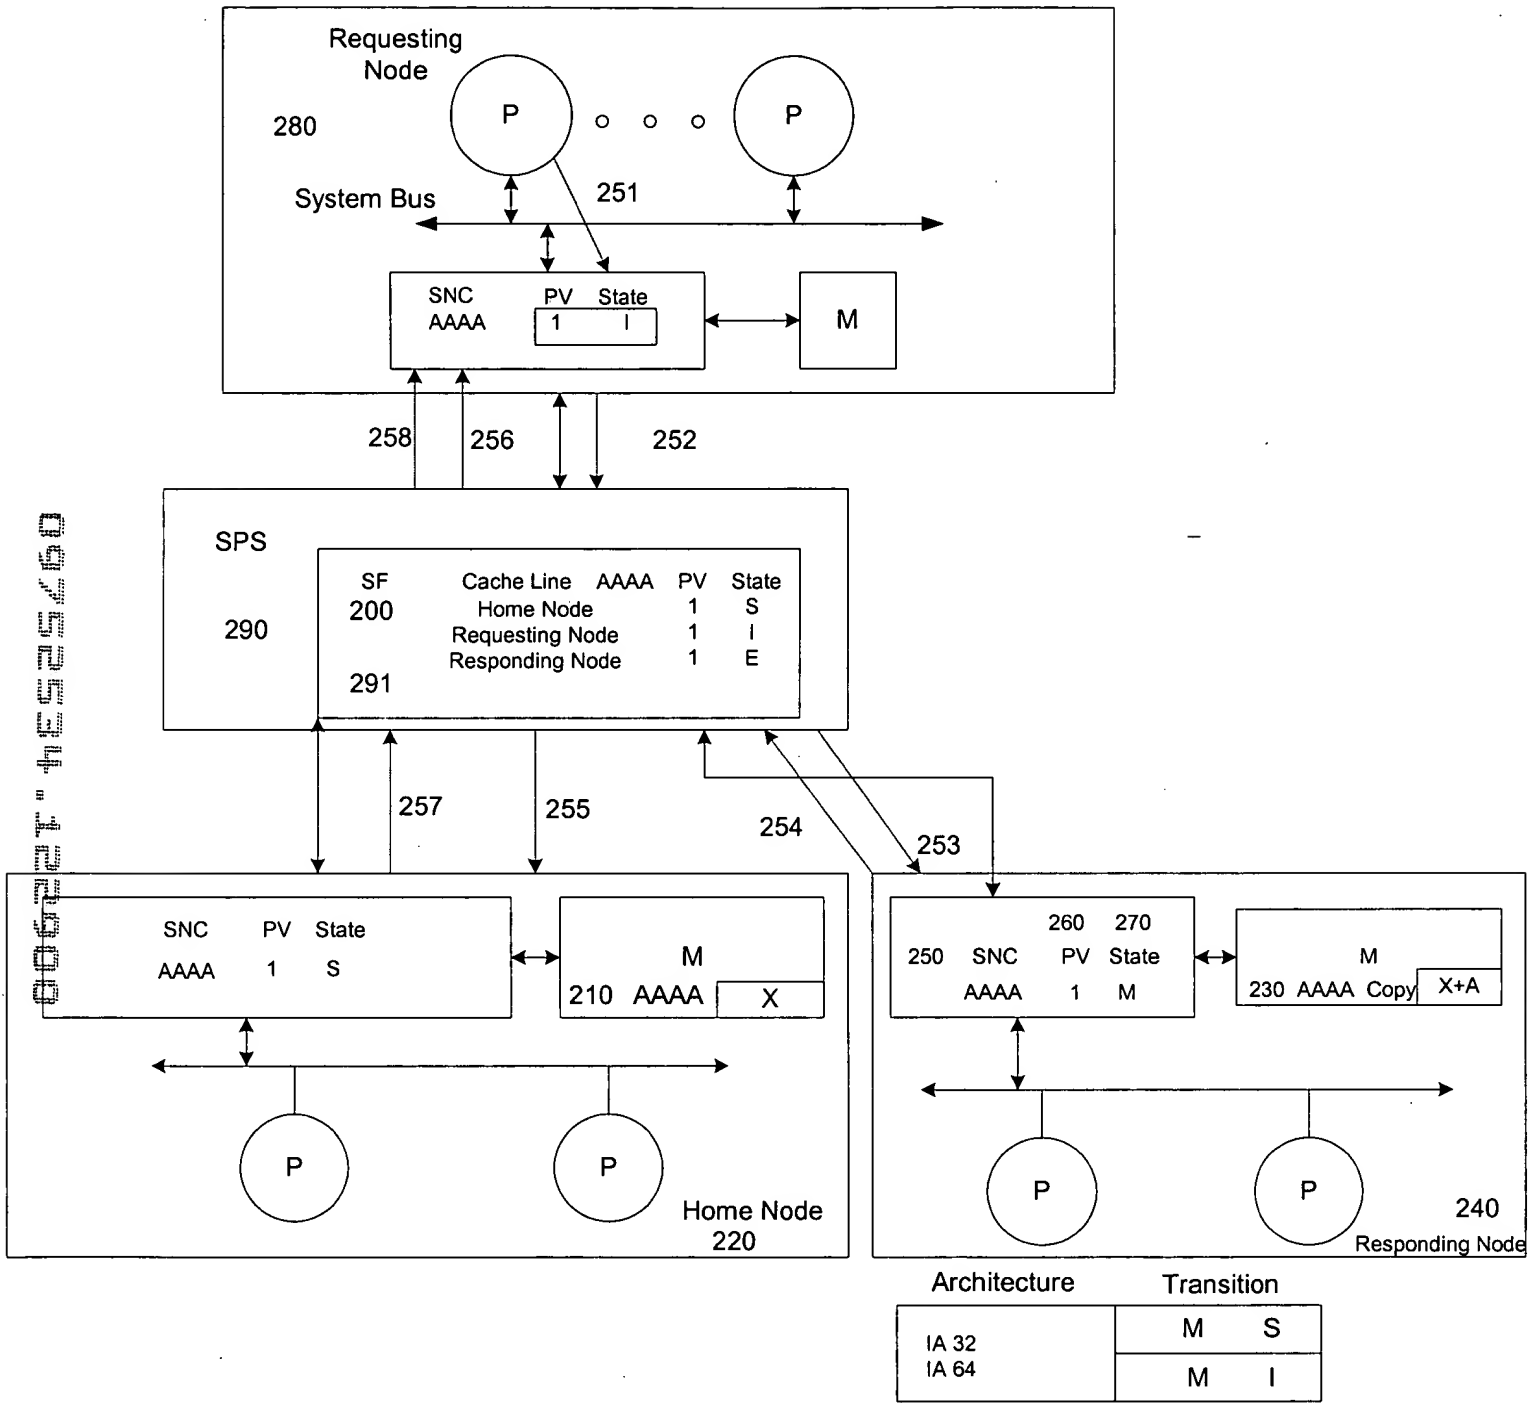 Requesting
Node
280
P
P
251
System Bus
SNC PV State
AAAA 1 I
M
258
256
252
SPS
290
SF Cache Line AAAA PV State
200 Home Node 1 S
Requesting Node 1 I
Responding Node 1 E
291
257
255
254
253
SNC PV State
AAAA 1 S
M
210 AAAA X
260 270
250 SNC PV State
AAAA 1 M
M
230 AAAA Copy X+A
P
P
Home Node
220
P
P
240
Responding Node
Architecture Transition
IA 32
IA 64
M S
M I
09752534.122900